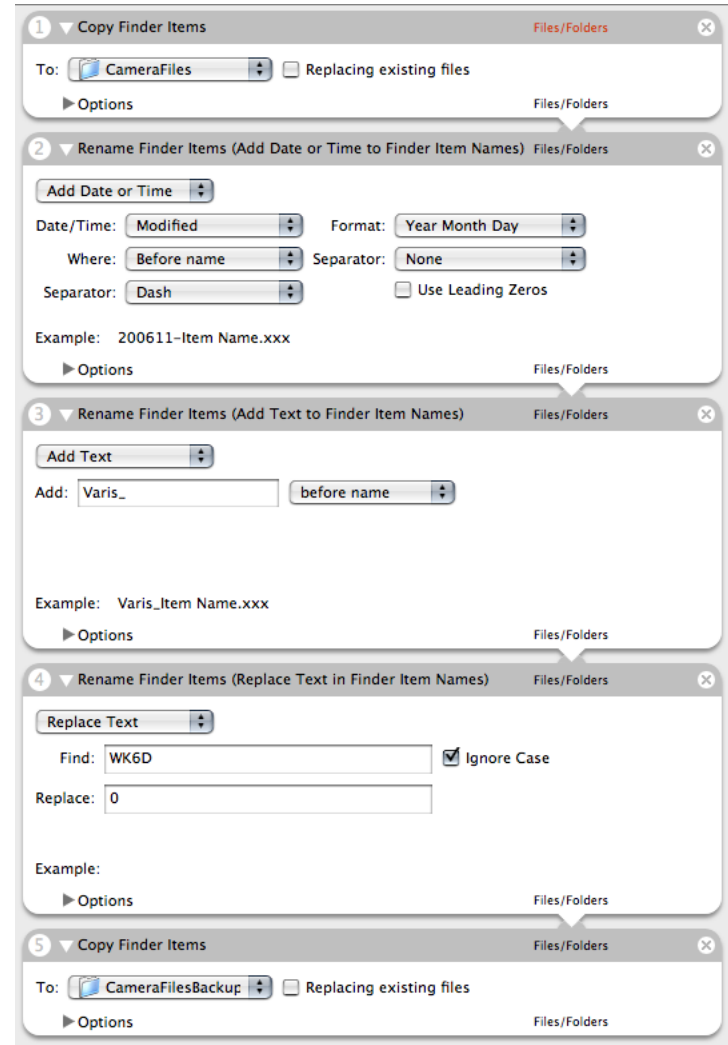 1 Copy Finder Items Files/Folders
To: CameraFiles Replacing existing files
Options Files/Folders
2 Rename Finder Items (Add Date or Time to Finder Item Names) Files/Folders
Add Date or Time
Date/Time: Modified Format: Year Month Day
Where: Before name Separator: None
Separator: Dash Use Leading Zeros
Example: 200611-Item Name.xxx
Options Files/Folders
3 Rename Finder Items (Add Text to Finder Item Names) Files/Folders
Add Text
Add: Varis_ before name
Example: Varis_Item Name.xxx
Options Files/Folders
4 Rename Finder Items (Replace Text in Finder Item Names) Files/Folders
Replace Text
Find: WK6D Ignore Case
Replace: 0
Example:
Options Files/Folders
5 Copy Finder Items Files/Folders
To: CameraFilesBackup Replacing existing files
Options Files/Folders